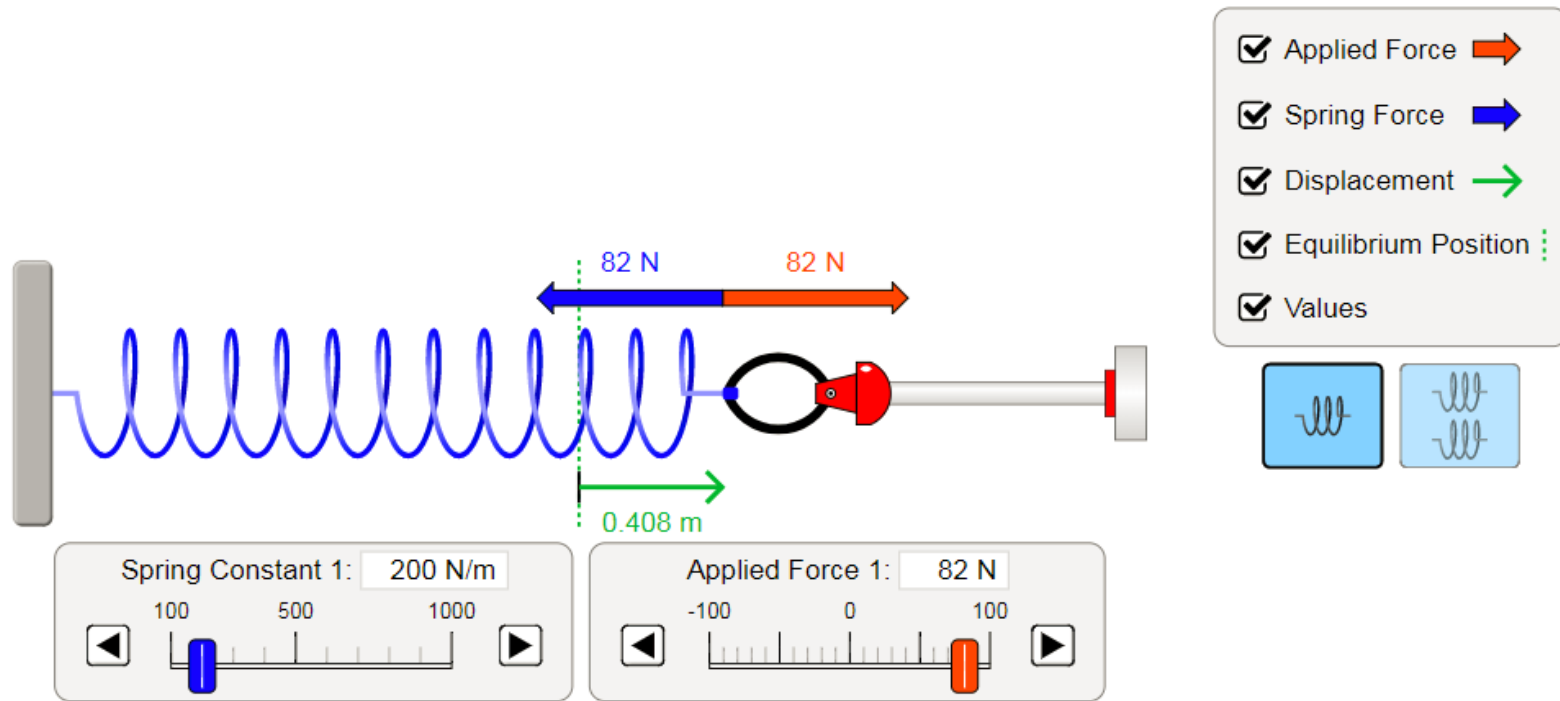 Applied Force
Spring Force
Displacement
Equilibrium Position
Values
82 N 82 N
0.408 m
Spring Constant 1: 200 N/m
100 500 1000
Applied Force 1: 82 N
-100 0 100